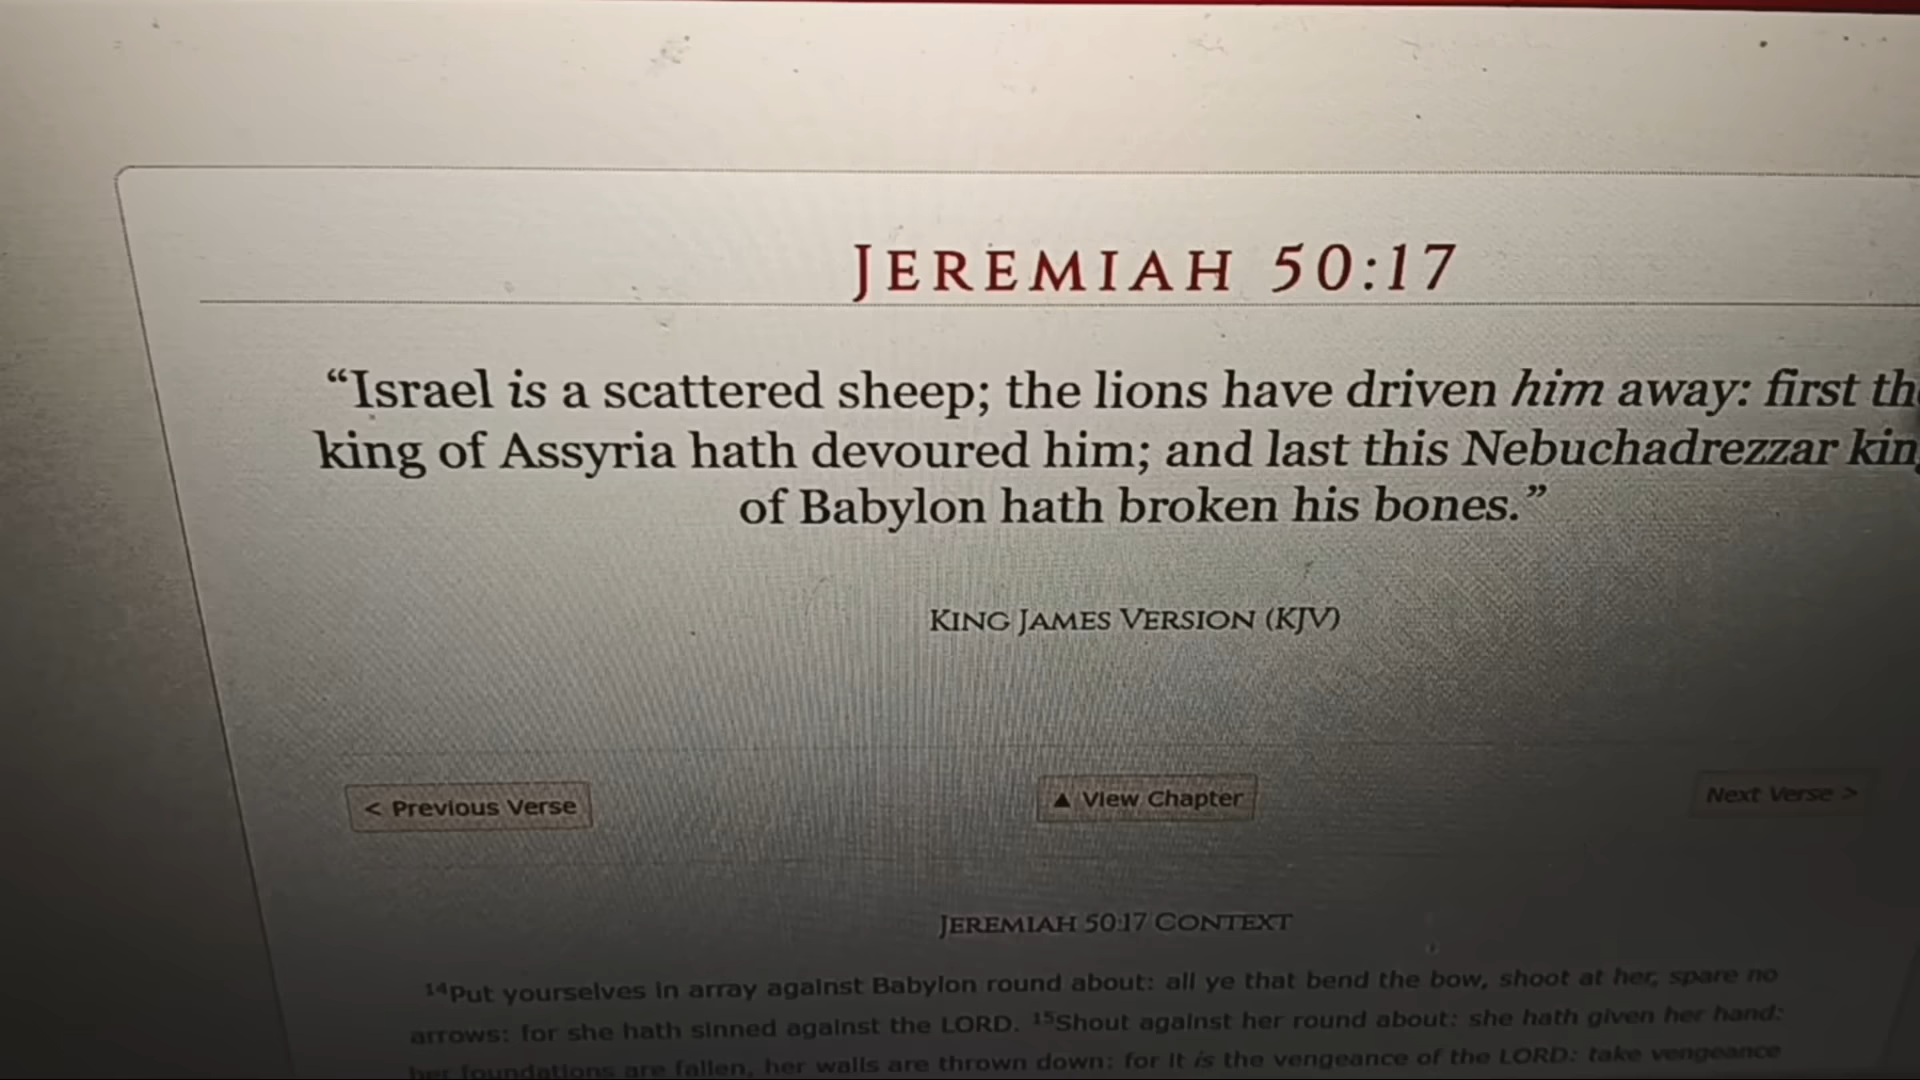 JEREMIAH 50:17
“Israel is a scattered sheep; the lions have driven him away: first
king of Assyria hath devoured him; and last this Nebuchadrezzar
of Babylon hath broken his bones.”
KING JAMES VERSION (KJV)
< Previous Verse
▲ View Chapter
Next Verse >
JEREMIAH 50:17 CONTEXT
14Put yourselves in array against Babylon round about: all ye that bend the bow, shoot at her, spare no
arrows: for she hath sinned against the LORD. 15Shout against her round about: she hath given her hand:
her foundations are fallen, her walls are thrown down: for it is the vengeance of the LORD: take vengeance